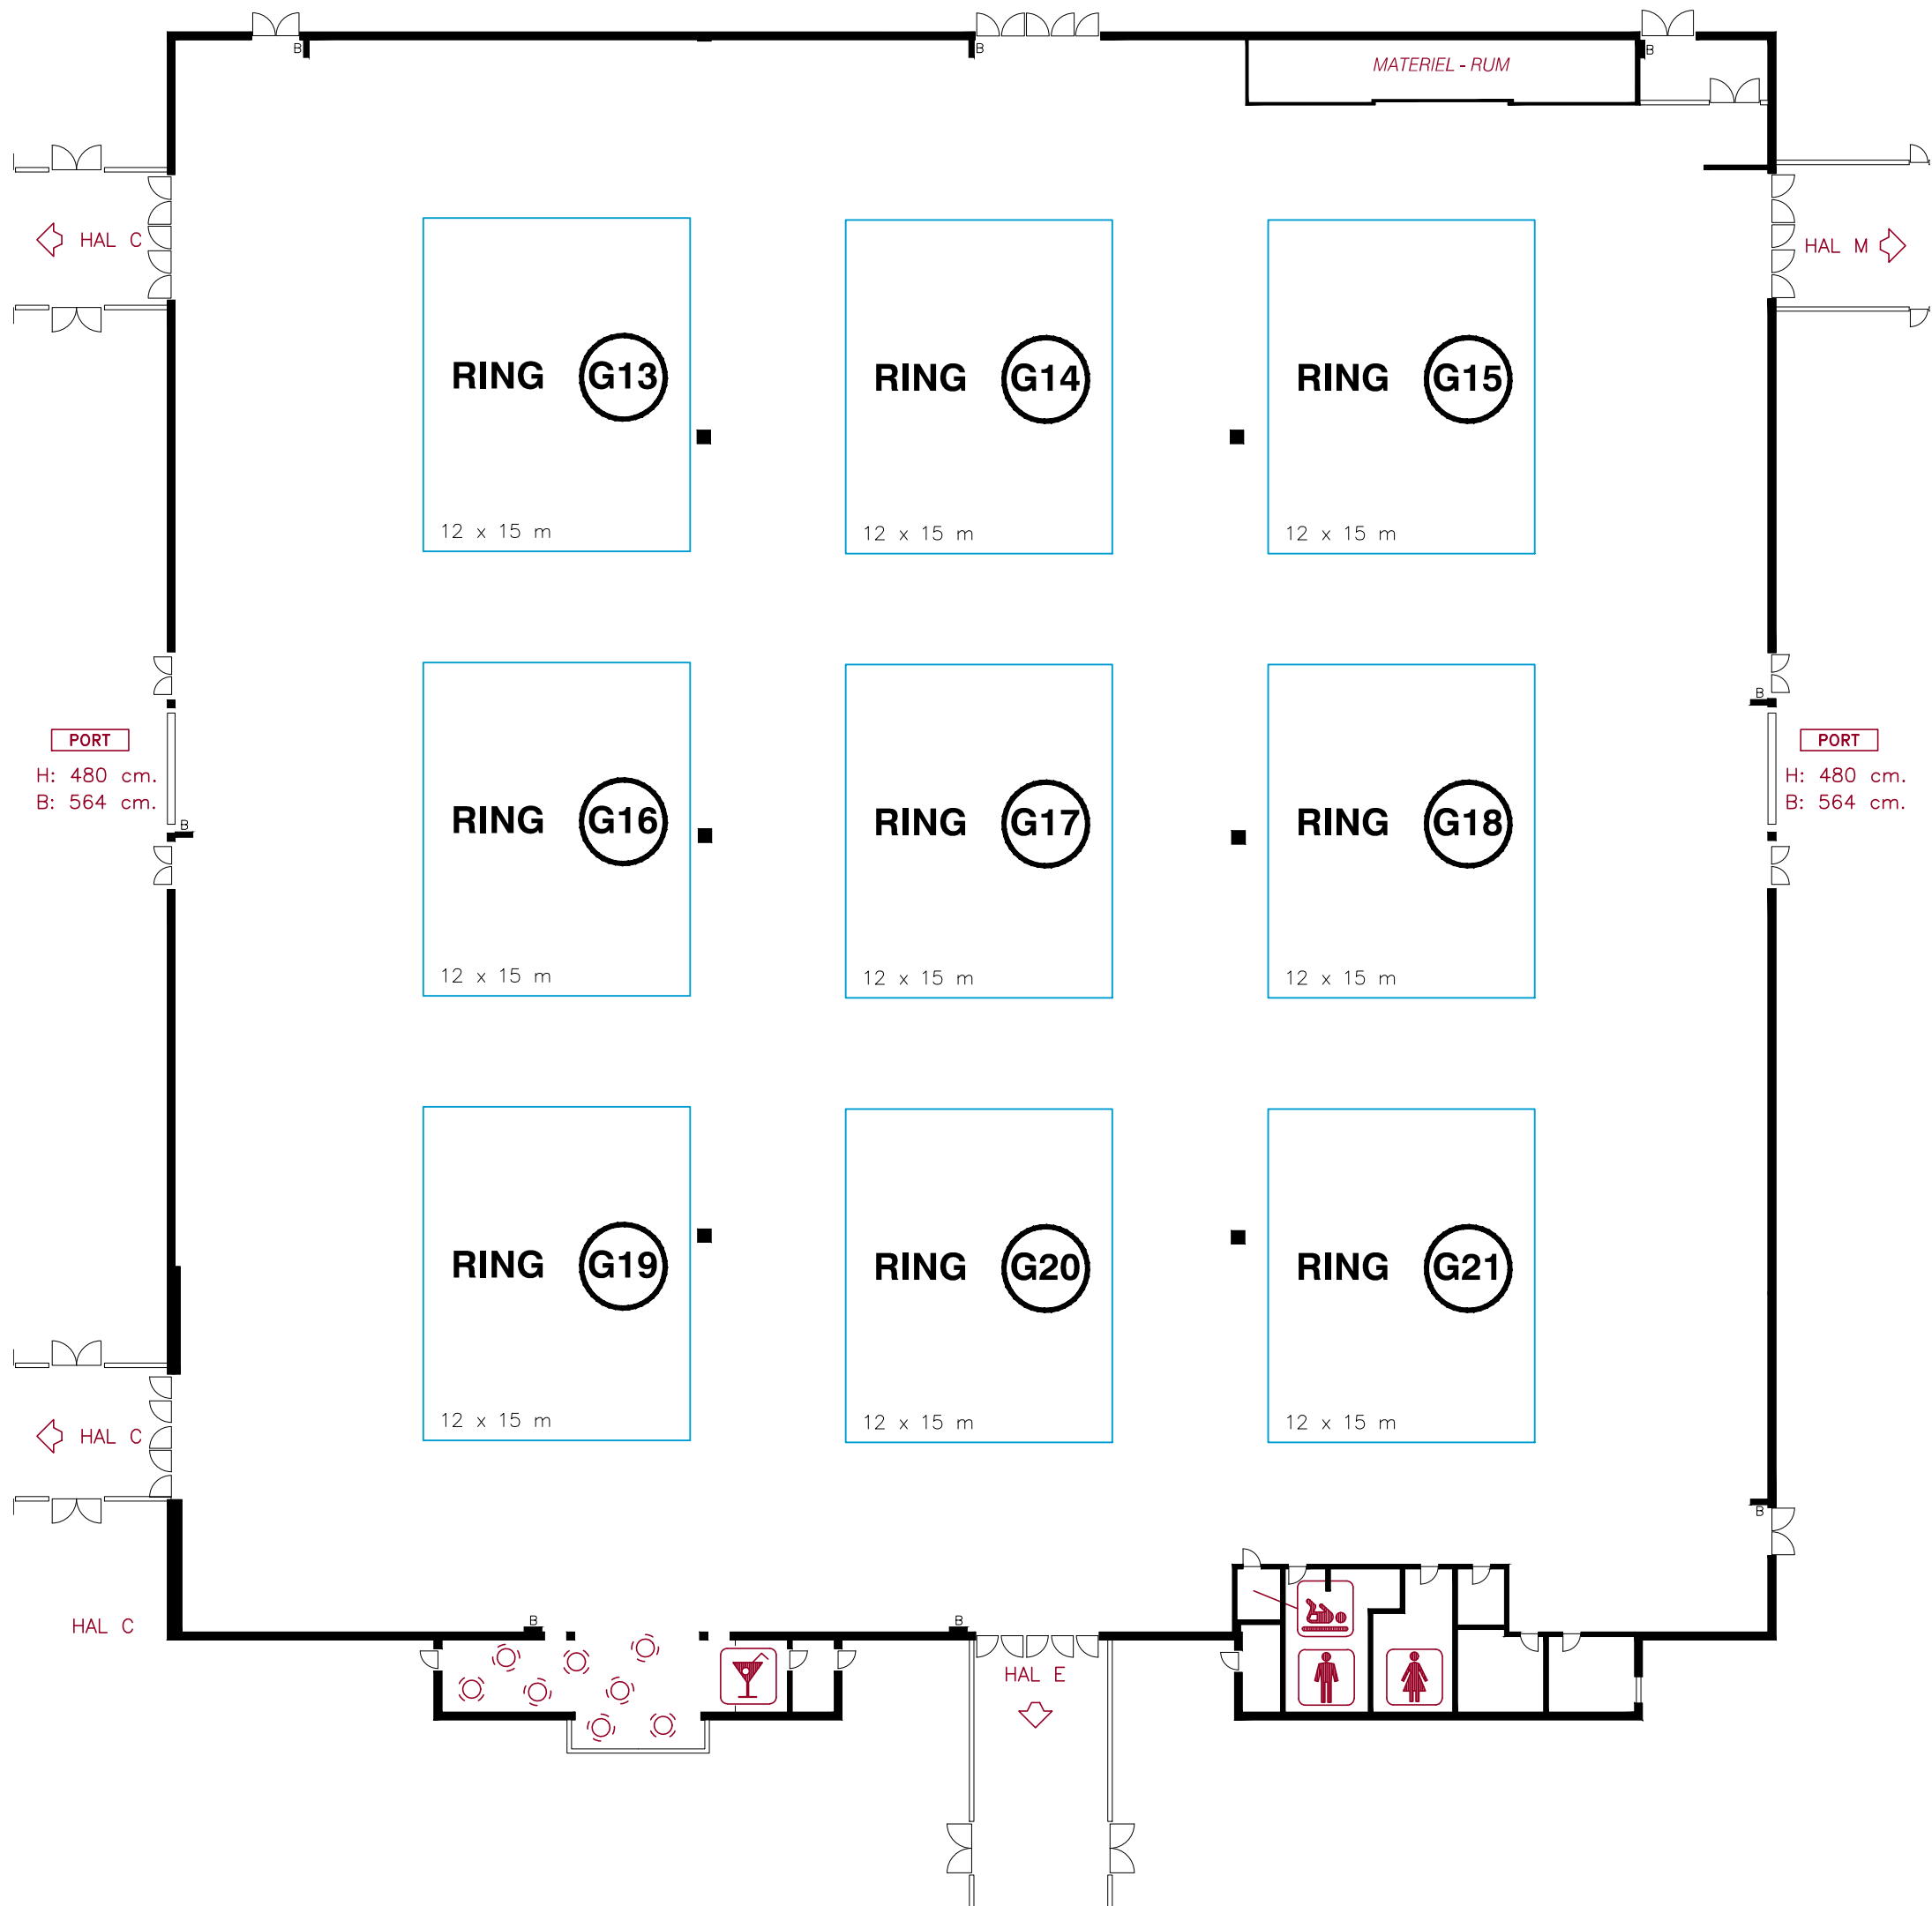 B
B
B
MATERIEL - RUM
HAL C
HAL M
RING G13
RING G14
RING G15
12 x 15 m
12 x 15 m
12 x 15 m
B
PORT
H: 480 cm.
B: 564 cm.
PORT
H: 480 cm.
B: 564 cm.
B
RING G16
RING G17
RING G18
12 x 15 m
12 x 15 m
12 x 15 m
RING G19
RING G20
RING G21
12 x 15 m
12 x 15 m
12 x 15 m
HAL C
B
HAL C
B
B
HAL E